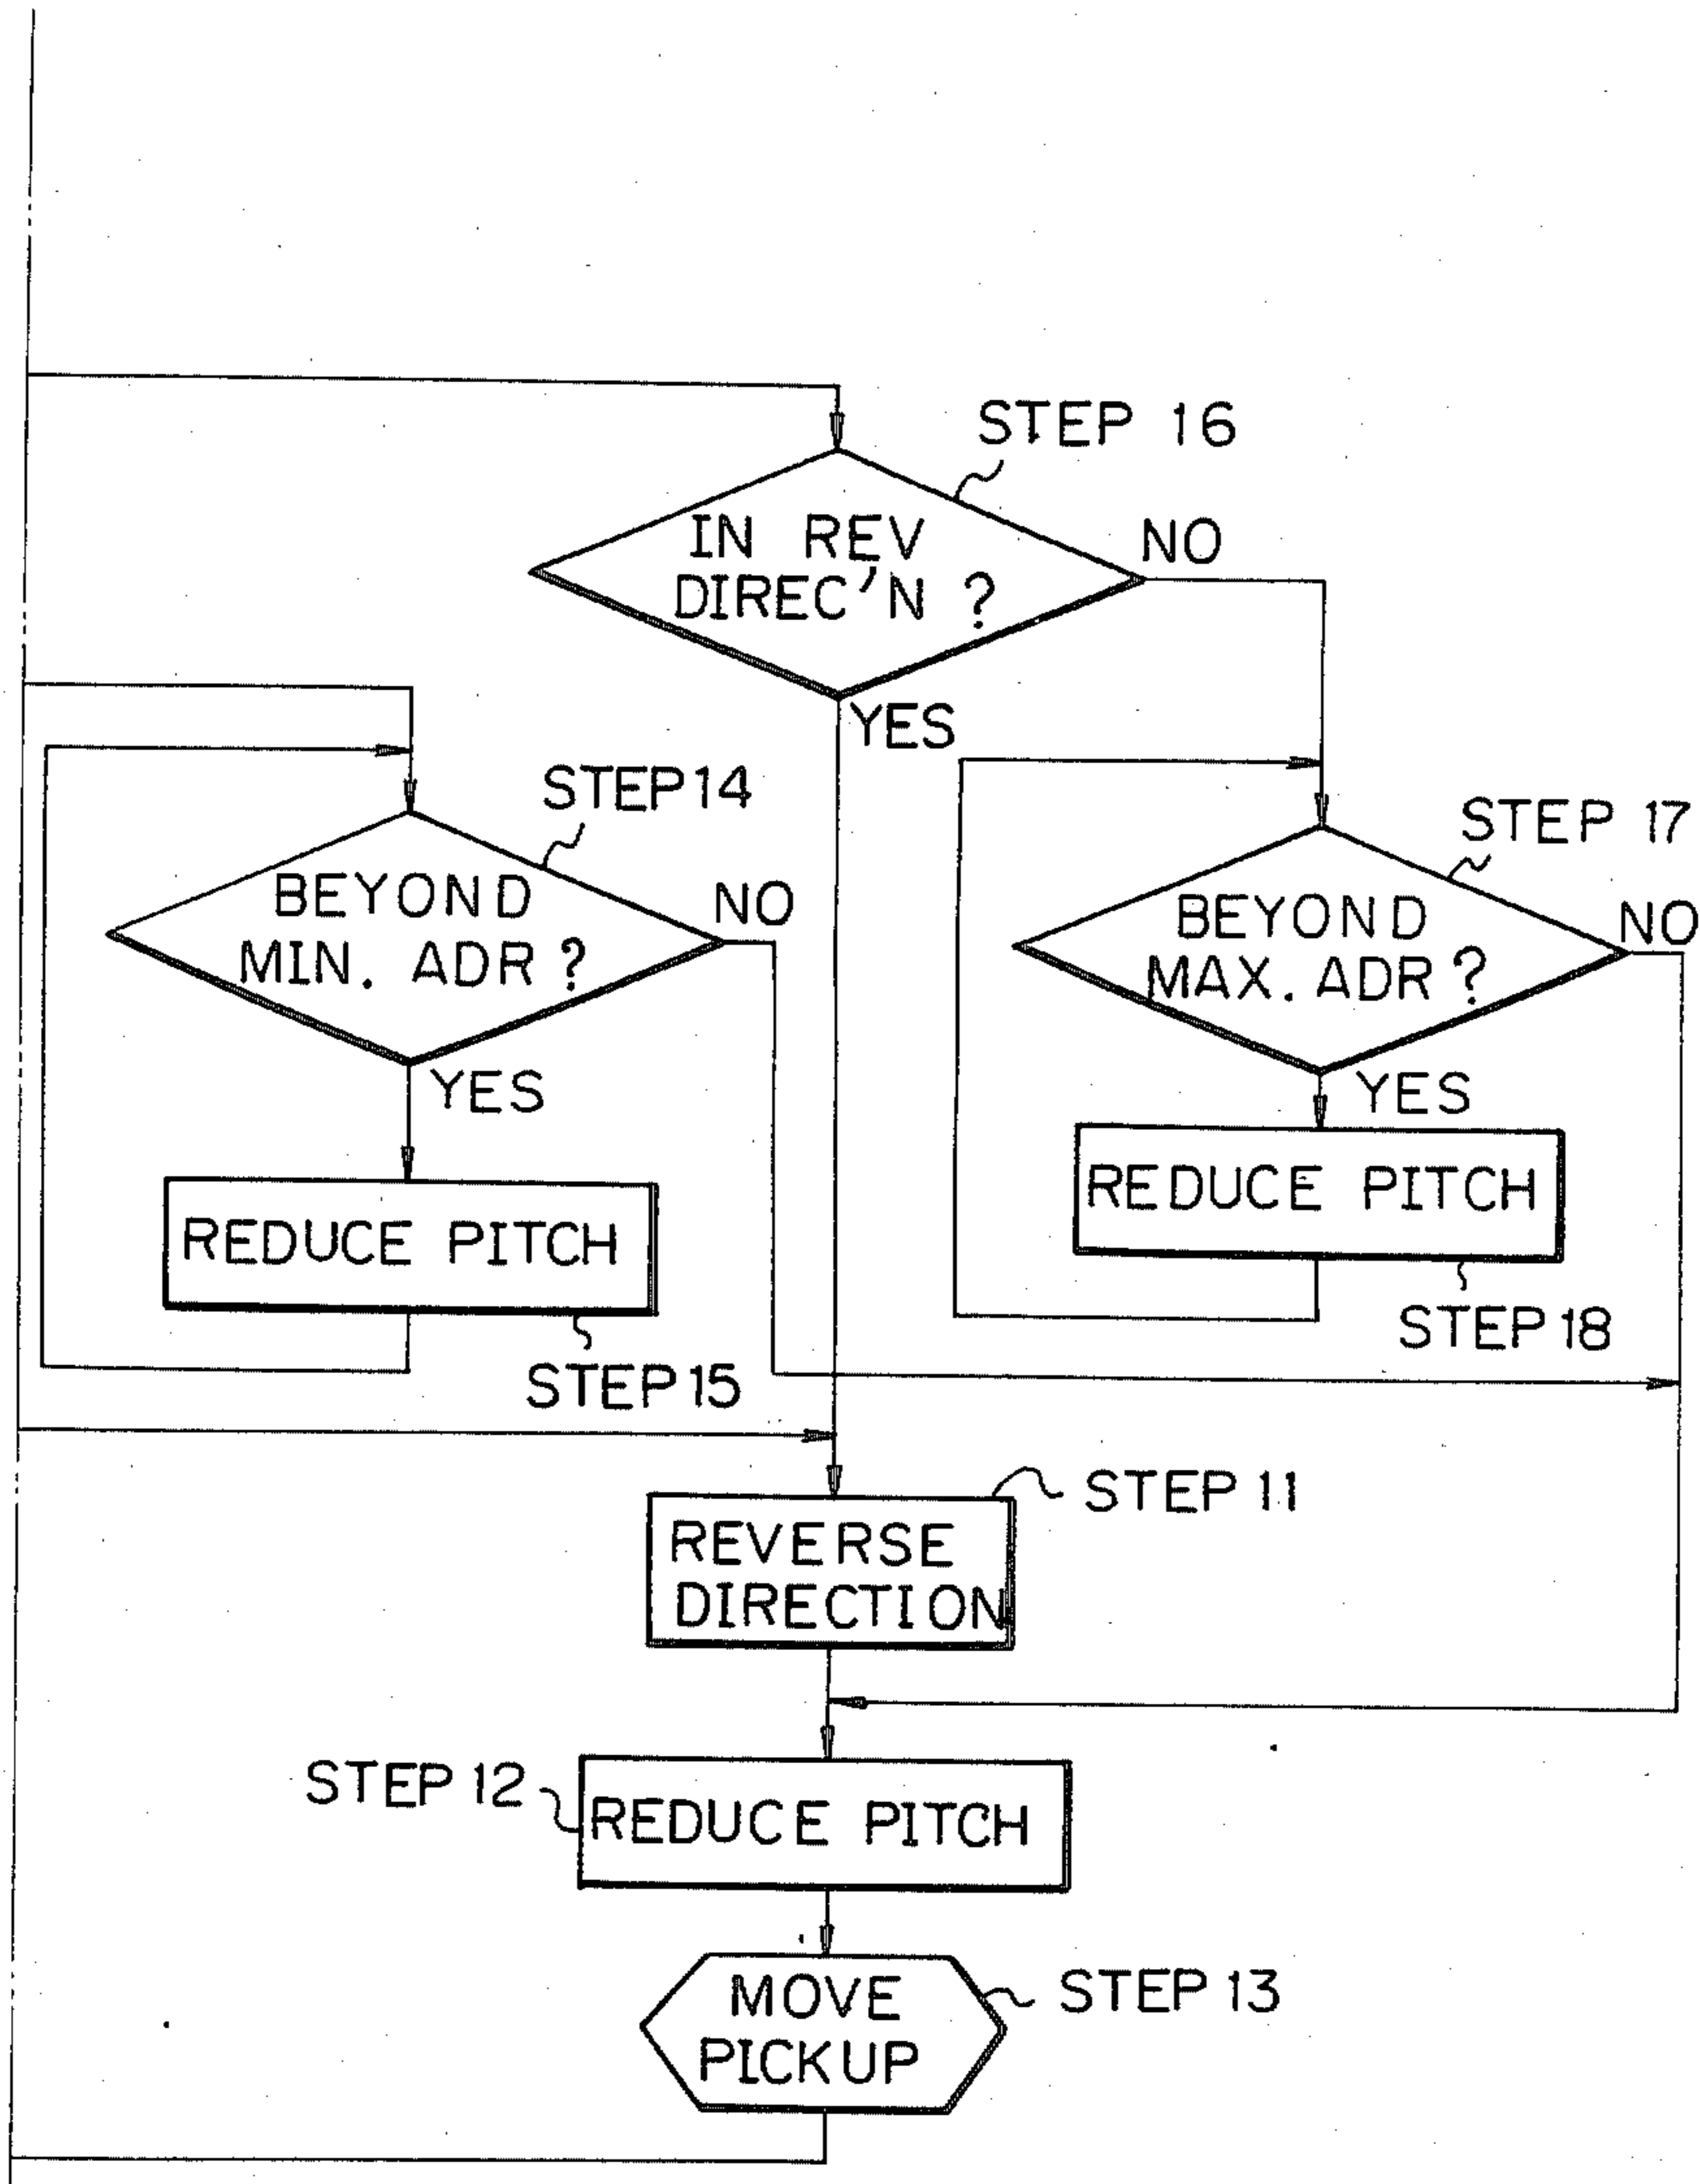 STEP 16
IN REV
DIREC'N ?
NO
YES
STEP 14
BEYOND
MIN. ADR ?
NO
YES
STEP 17
BEYOND
MAX. ADR ?
NO
YES
REDUCE PITCH
STEP 15
REDUCE PITCH
STEP 18
STEP 11
REVERSE
DIRECTION
STEP 12
REDUCE PITCH
MOVE
PICKUP
STEP 13